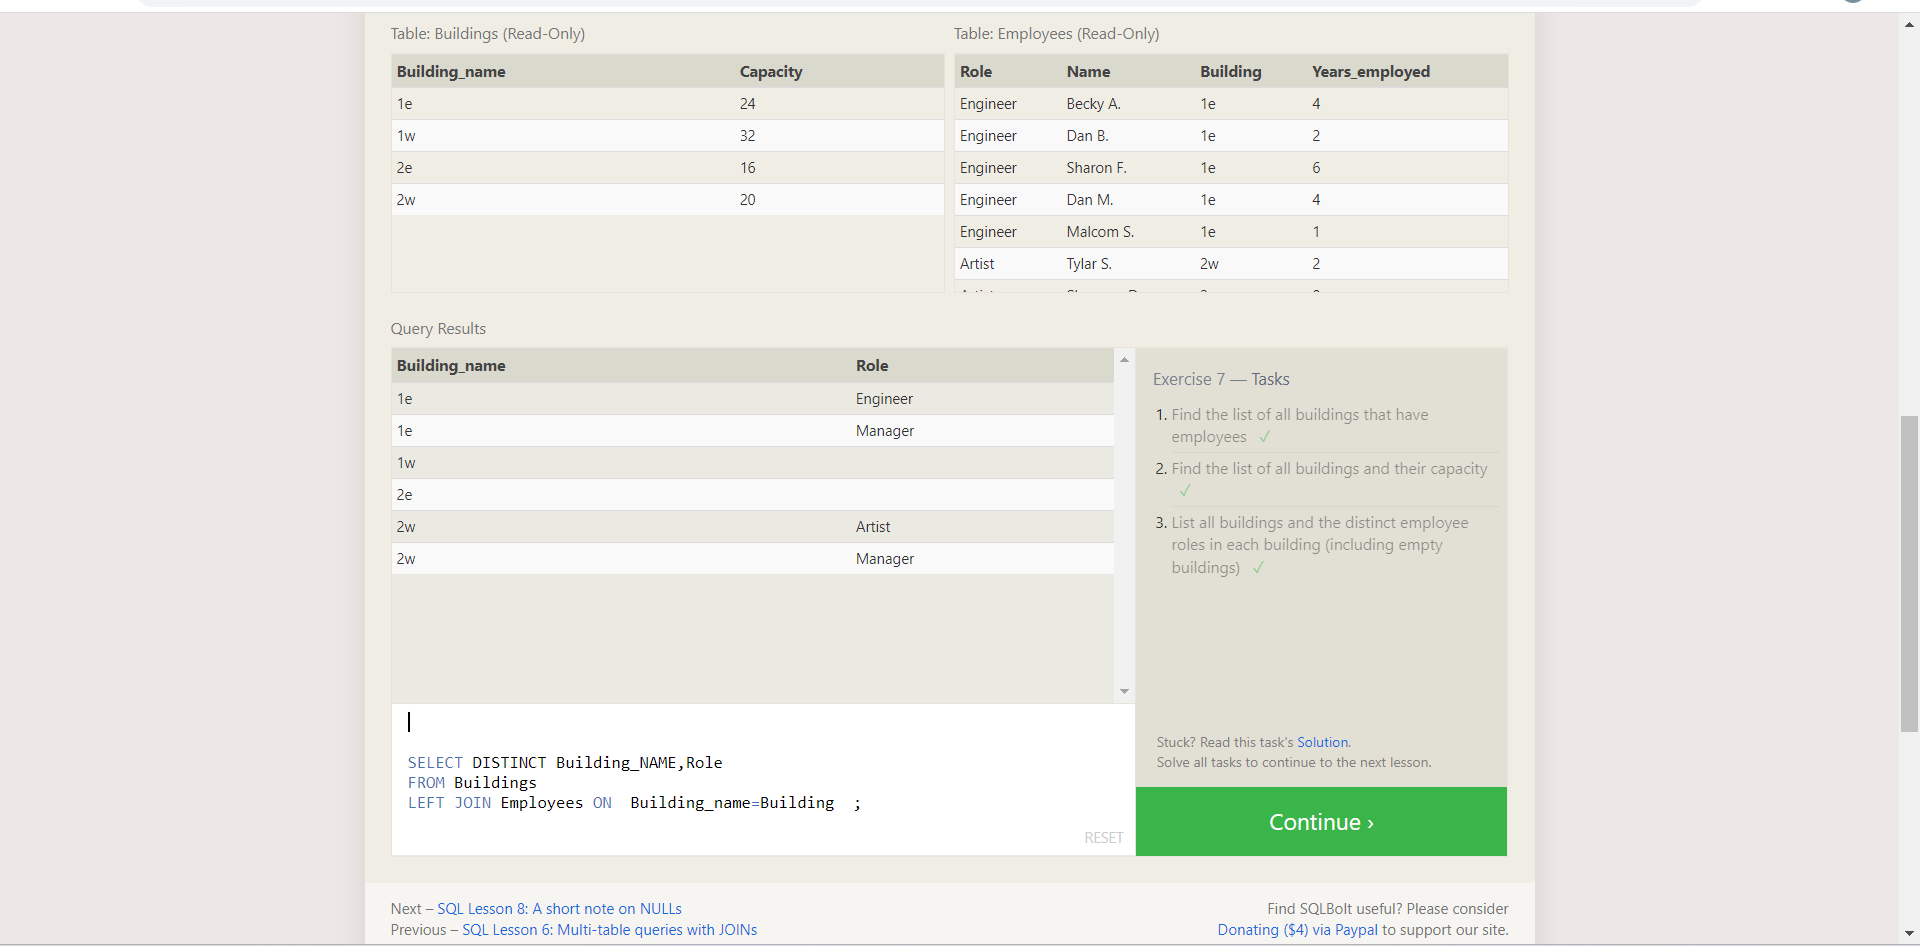 Table: Buildings (Read-Only)
Building_name Capacity
1e 24
1w 32
2e 16
2w 20
Table: Employees (Read-Only)
Role Name Building Years_employed
Engineer Becky A. 1e 4
Engineer Dan B. 1e 2
Engineer Sharon F. 1e 6
Engineer Dan M. 1e 4
Engineer Malcom S. 1e 1
Artist Tylar S. 2w 2
Query Results
Building_name Role
1e Engineer
1e Manager
1w
2e
2w Artist
2w Manager
Exercise 7 — Tasks
1. Find the list of all buildings that have
employees ✓
2. Find the list of all buildings and their capacity
✓
3. List all buildings and the distinct employee
roles in each building (including empty
buildings) ✓
Stuck? Read this task's Solution.
Solve all tasks to continue to the next lesson.
SELECT DISTINCT Building_NAME,Role
FROM Buildings
LEFT JOIN Employees ON  Building_name=Building  ;
RESET
Continue ›
Next – SQL Lesson 8: A short note on NULLs
Previous – SQL Lesson 6: Multi-table queries with JOINs
Find SQLBolt useful? Please consider
Donating ($4) via Paypal to support our site.